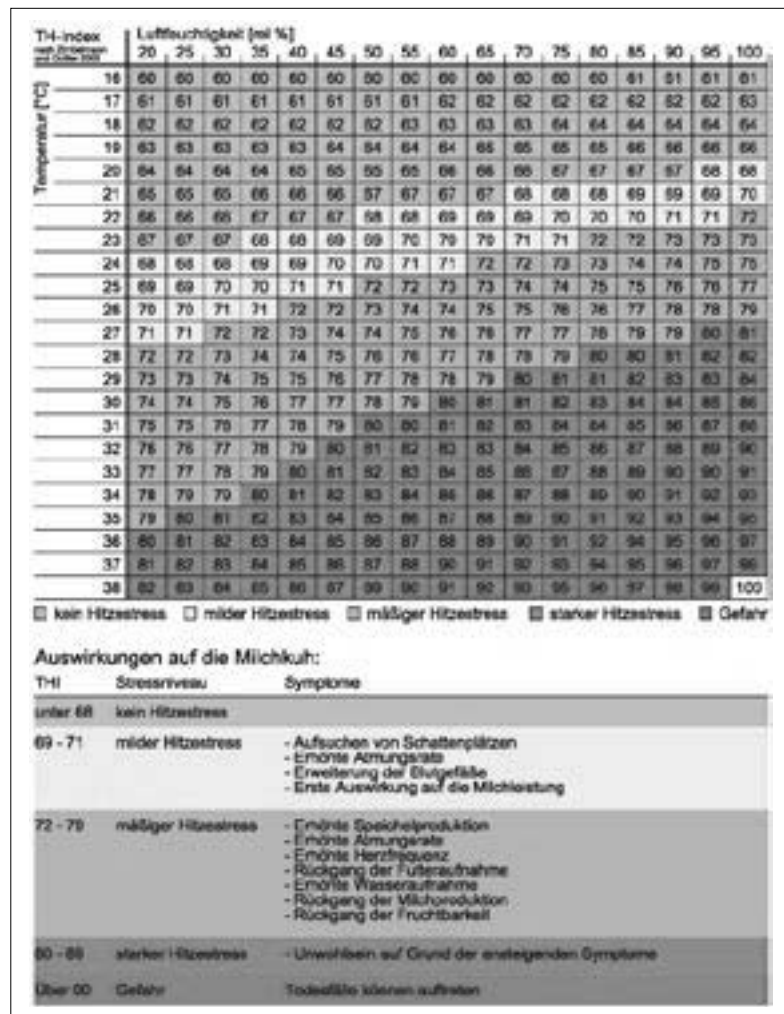 TH-Index Luftfeuchtigkeit
20 25 30 35 40 45 50 55 60 65 70 75 80 85 90 95 100
Temperatur [°C]
16 60 60 60 60 60 60 60 60 60 60 60 60 60 61 61 61 61
17 61 61 61 61 61 61 61 61 62 62 62 62 62 62 62 62 63
18 62 62 62 62 62 62 62 63 63 63 63 64 64 64 64 64 64
19 63 63 63 63 63 64 64 64 64 65 65 65 65 66 66 66 66
20 64 64 64 64 65 65 65 65 66 66 66 67 67 67 67 68 68
21 65 65 65 66 66 66 67 67 67 67 68 68 68 69 69 69 70
22 66 66 66 67 67 67 68 68 69 69 69 70 70 70 71 71 72
23 67 67 67 68 68 69 69 70 70 70 71 71 72 72 73 73 73
24 68 68 68 69 69 70 70 71 71 72 72 73 73 74 74 75 75
25 69 69 70 70 71 71 72 72 73 73 74 74 75 75 76 76 77
26 70 70 71 71 72 72 73 74 74 75 75 76 76 77 78 78 79
27 71 71 72 72 73 74 74 75 76 76 77 77 78 79 79 80 81
28 72 72 73 74 74 75 76 76 77 78 78 79 80 80 81 82 82
29 73 73 74 75 75 76 77 78 78 79 80 81 81 82 83 83 84
30 74 74 75 76 77 77 78 79 80 81 81 82 83 84 84 85 86
31 75 75 76 77 78 79 80 80 81 82 83 84 84 85 86 87 88
32 76 76 77 78 79 80 81 82 83 83 84 85 86 87 88 89 90
33 77 77 78 79 80 81 82 83 84 85 86 87 88 89 90 90 91
34 78 79 79 80 81 82 83 84 85 86 87 88 89 90 91 92 93
35 79 80 81 82 83 84 85 86 87 88 89 90 91 92 93 94 95
36 80 81 82 83 84 85 86 87 88 89 90 91 92 94 95 96 97
37 81 82 83 84 85 86 87 88 90 91 92 93 94 95 96 97 98
38 82 83 84 85 86 87 89 90 91 92 93 95 96 97 98 99 100
kein Hitzestress milder Hitzestress mäßiger Hitzestress starker Hitzestress Gefahr
Auswirkungen auf die Milchkuh:
THI Stressniveau Symptome
unter 68 kein Hitzestress
69 - 71 milder Hitzestress - Aufsuchen von Schattenplätzen
- Erhöhte Atmungsrate
- Erweiterung der Blutgefäße
- Erste Auswirkung auf die Milchleistung
72 - 79 mäßiger Hitzestress - Erhöhte Speichelproduktion
- Erhöhte Atmungsrate
- Erhöhte Herzfrequenz
- Rückgang der Futteraufnahme
- Erhöhte Wasseraufnahme
- Rückgang der Milchproduktion
- Rückgang der Fruchtbarkeit
80 - 89 starker Hitzestress - Unwohlsein auf Grund der ansteigenden Symptome
Über 90 Gefahr Todesfälle können auftreten